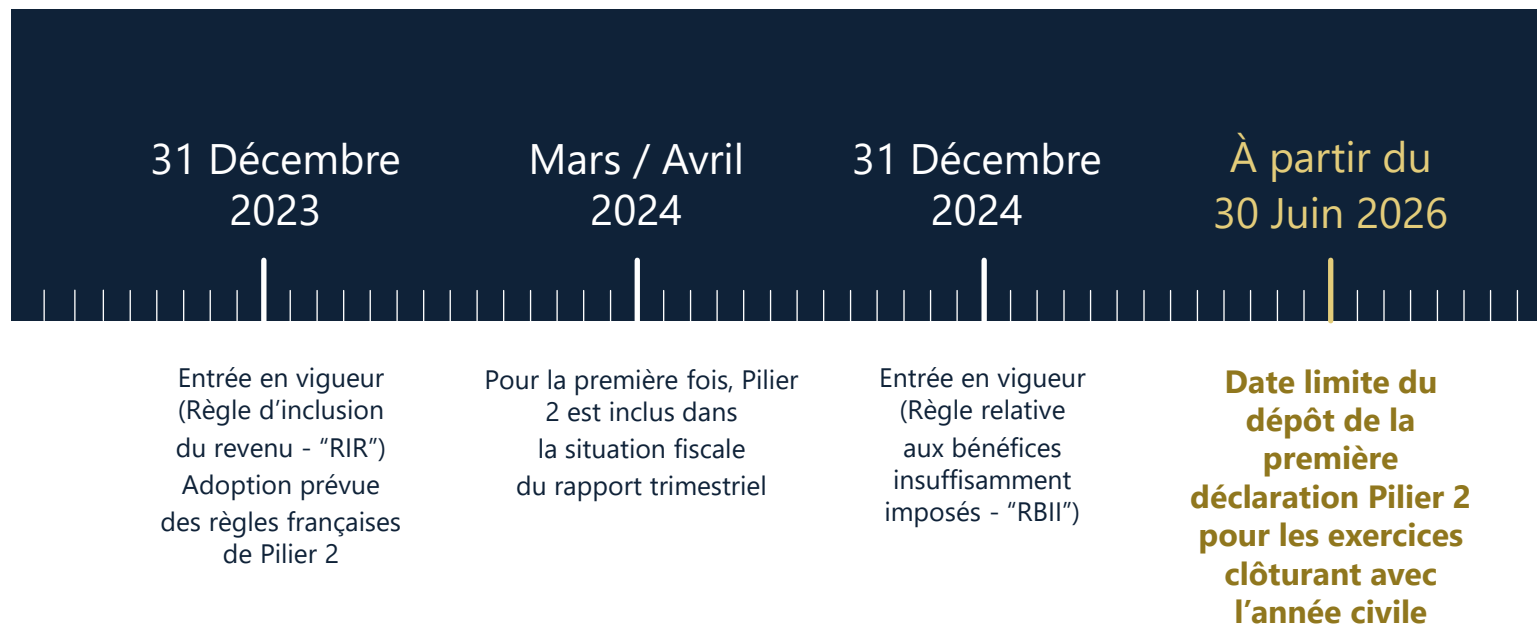 31 Décembre
2023
Mars / Avril
2024
31 Décembre
2024
À partir du
30 Juin 2026
Entrée en vigueur
(Règle d’inclusion
du revenu - “RIR”)
Adoption prévue
des règles françaises
de Pilier 2
Pour la première fois, Pilier
2 est inclus dans
la situation fiscale
du rapport trimestriel
Entrée en vigueur
(Règle relative
aux bénéfices
insuffisamment
imposés - “RBII”)
Date limite du
dépôt de la
première
déclaration Pilier 2
pour les exercices
clôturant avec
l’année civile